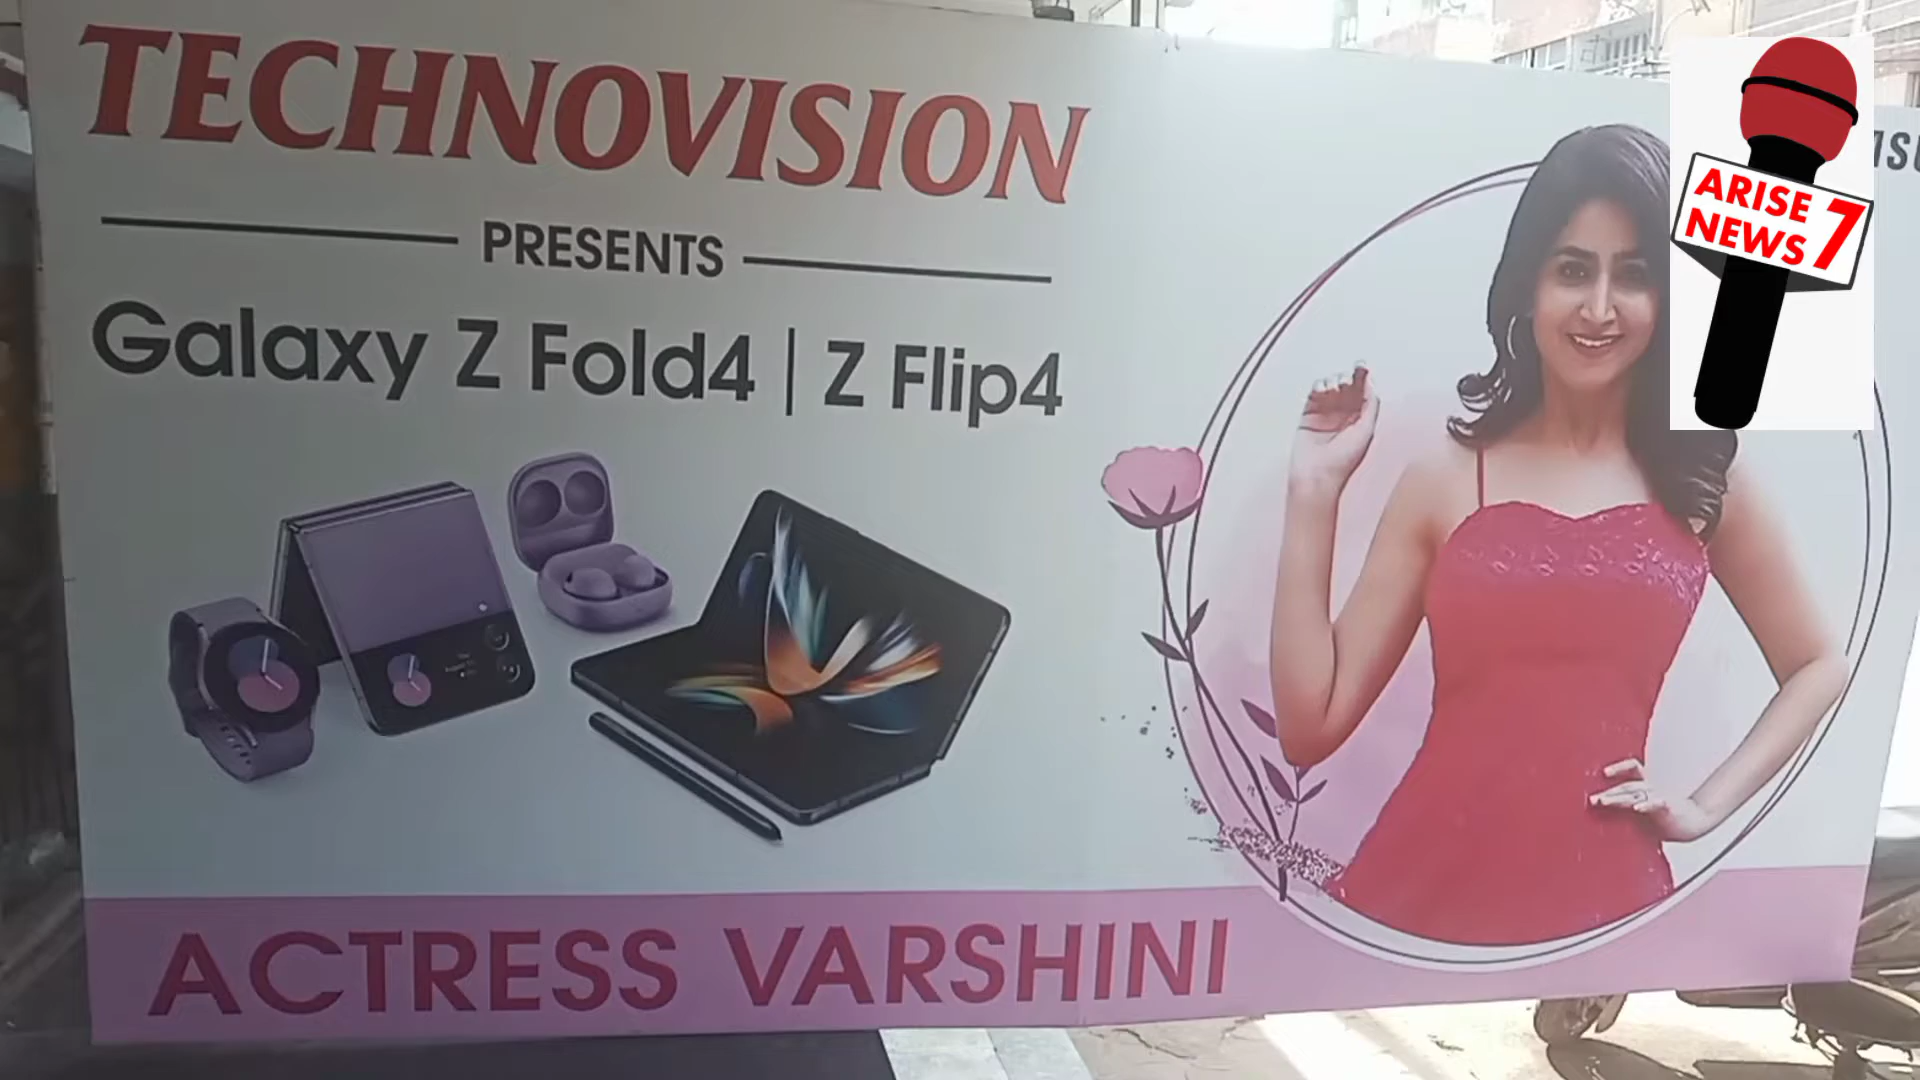 TECHNOVISION
PRESENTS
Galaxy Z Fold4 | Z Flip4
ACTRESS VARSHINI
ARISE
NEWS 7